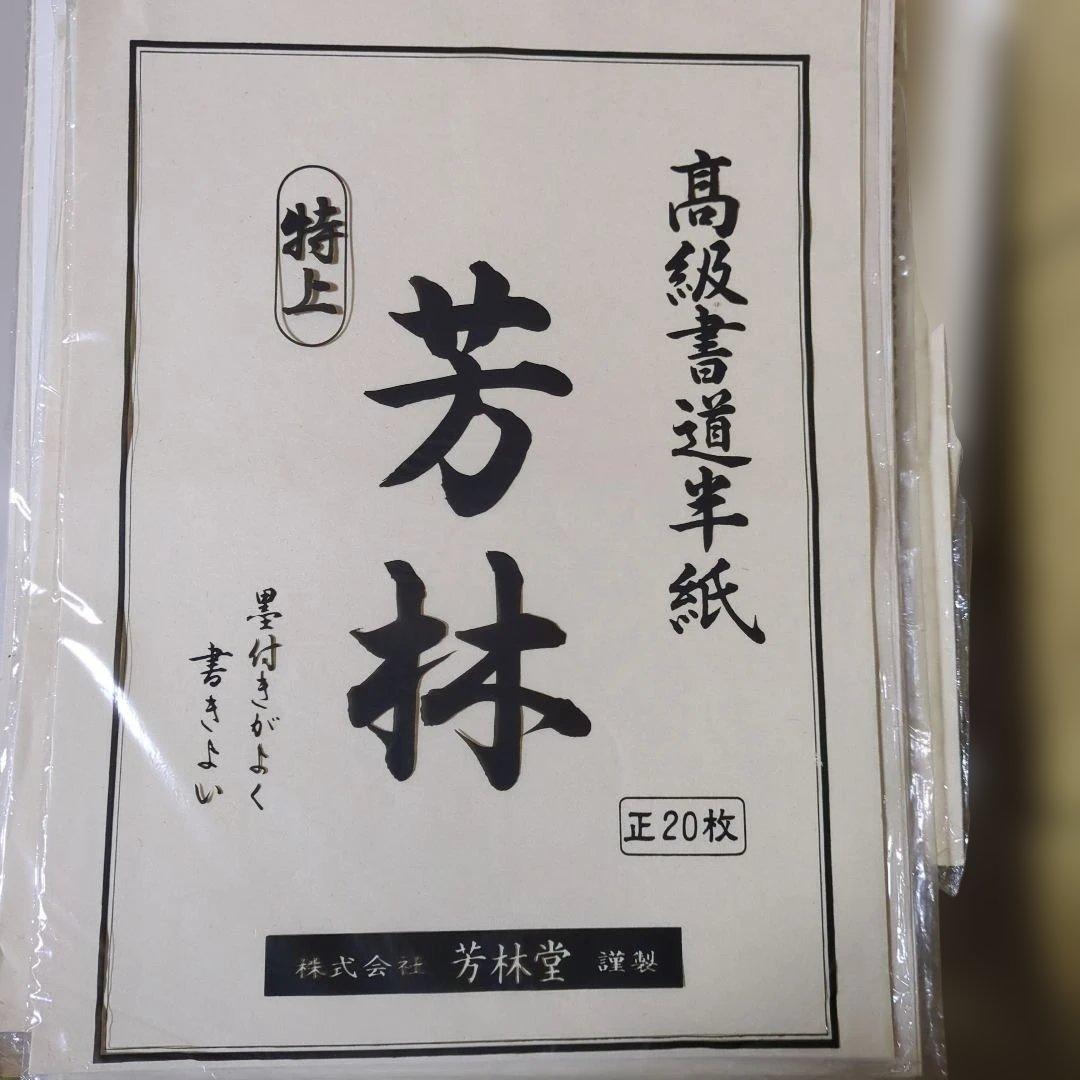 高級書道半紙
特上
芳林
墨付きがよく
書きよい
正20枚
株式会社 芳林堂 謹製